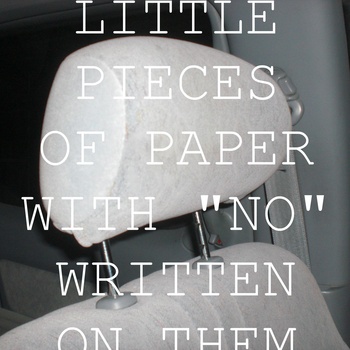 LITTLE
PIECES
OF PAPER
WITH "NO"
WRITTEN
ON THEM